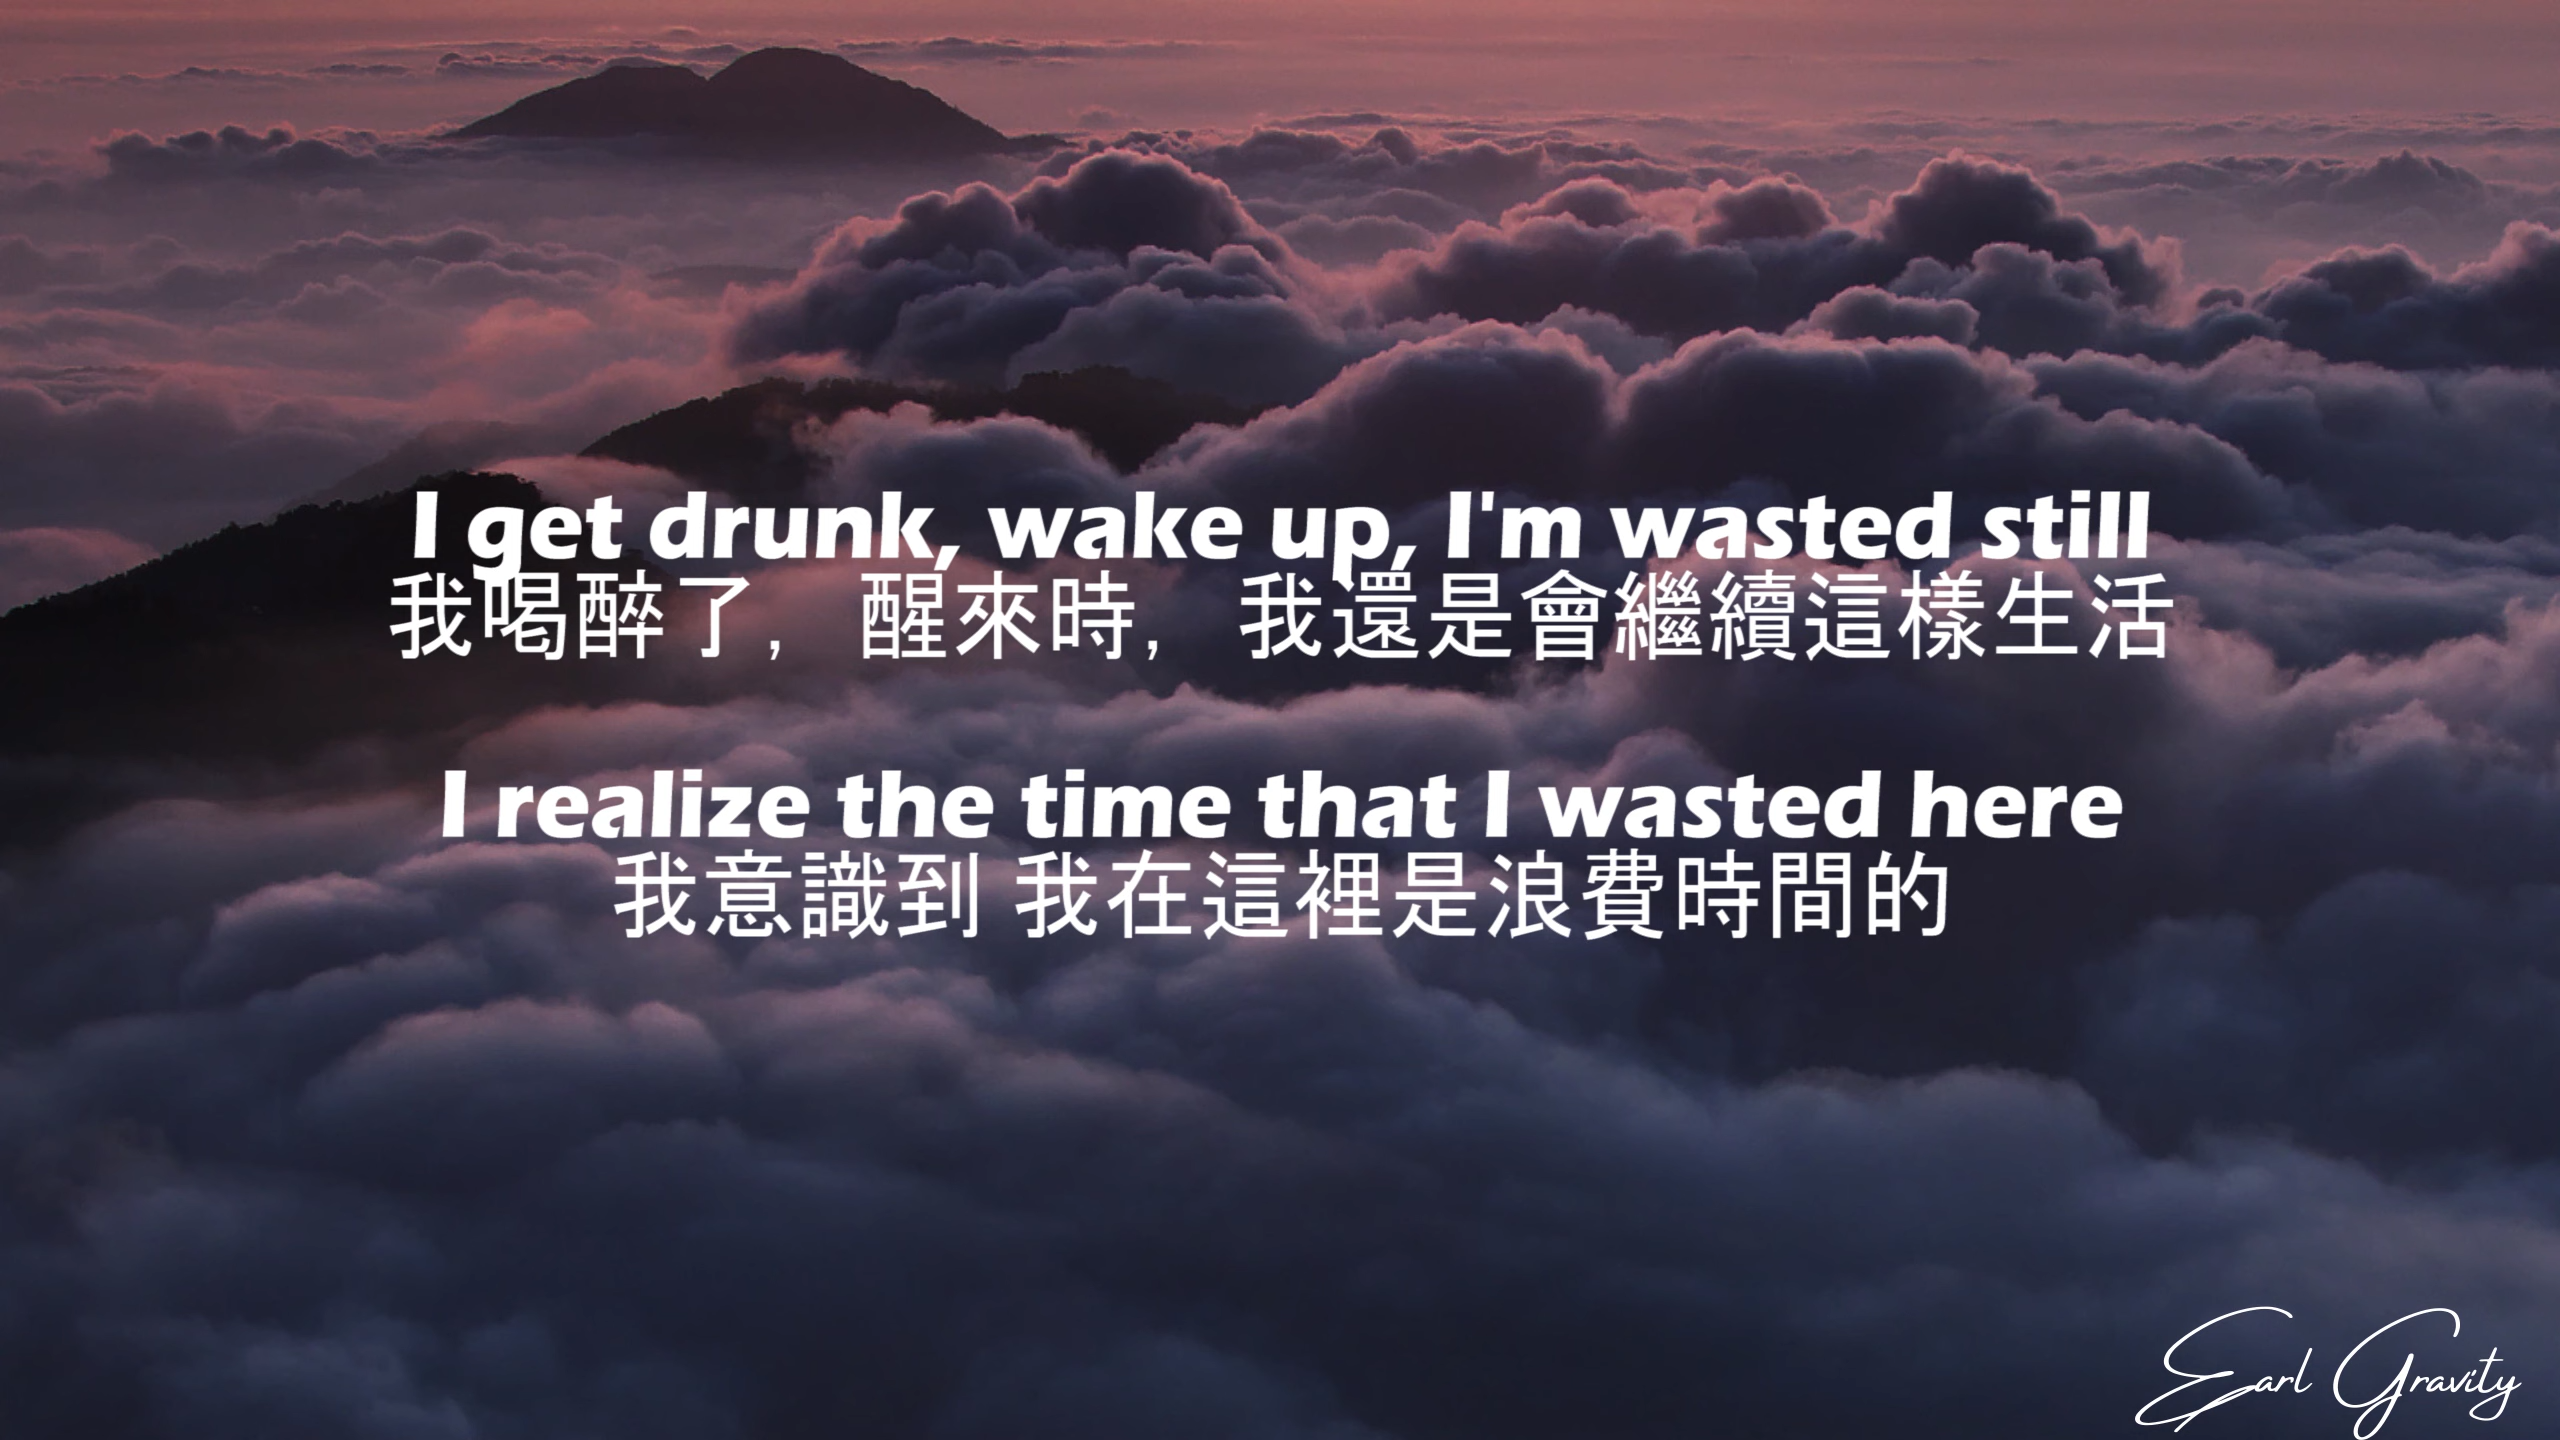 I get drunk, wake up, I'm wasted still
我喝醉了，醒來時，我還是會繼續這樣生活
I realize the time that I wasted here
我意識到 我在這裡是浪費時間的
Earl Gravity